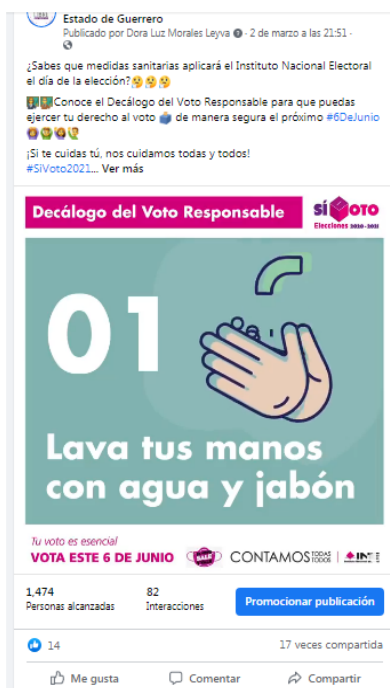 Estado de Guerrero
Publicado por Dora Luz Morales Leyva · 2 de marzo a las 21:51 ·
¿Sabes que medidas sanitarias aplicará el Instituto Nacional Electoral
el día de la elección?
Conoce el Decálogo del Voto Responsable para que puedas
ejercer tu derecho al voto de manera segura el próximo #6DeJunio
¡Si te cuidas tú, nos cuidamos todas y todos!
#SíVoto2021... Ver más
Decálogo del Voto Responsable
SÍ VOTO
Elecciones 2020-2021
01
Lava tus manos
con agua y jabón
Tu voto es esencial
VOTA ESTE 6 DE JUNIO
CONTAMOS TODAS TODOS | INE
1,474
Personas alcanzadas
82
Interacciones
Promocionar publicación
14
17 veces compartida
Me gusta
Comentar
Compartir